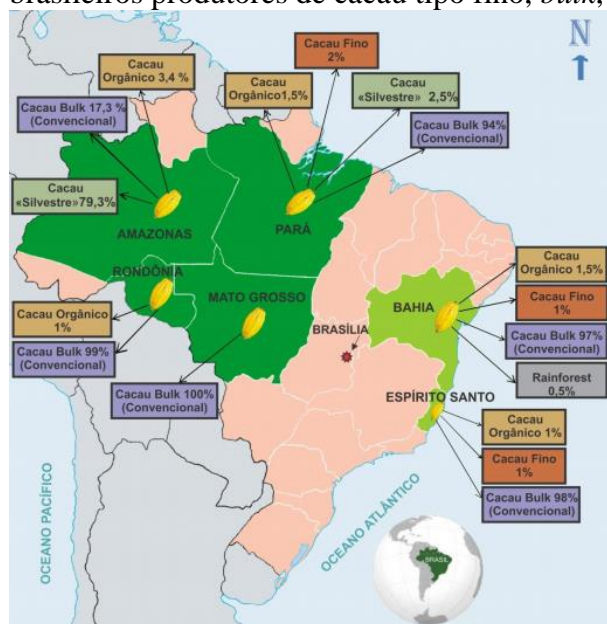 brasileiros produtores de cacau tipo fino, bulk,
N
Cacau Fino
2%
Cacau
Orgânico 3,4 %
Cacau
Orgânico1,5%
Cacau
«Silvestre» 2,5%
Cacau Bulk 17,3 %
(Convencional)
Cacau Bulk 94%
(Convencional)
Cacau
«Silvestre»79,3%
AMAZONAS
PARÁ
RONDÔNIA
MATO GROSSO
BAHIA
BRASÍLIA
Cacau
Orgânico 1,5%
Cacau Fino
1%
Cacau Bulk 97%
(Convencional)
Rainforest
0,5%
Cacau Orgânico
1%
Cacau Bulk 99%
(Convencional)
Cacau Bulk 100%
(Convencional)
ESPÍRITO SANTO
Cacau
Orgânico 1%
Cacau Fino
1%
Cacau Bulk 98%
(Convencional)
OCEANO PACÍFICO
OCEANO ATLÂNTICO
BRASIL